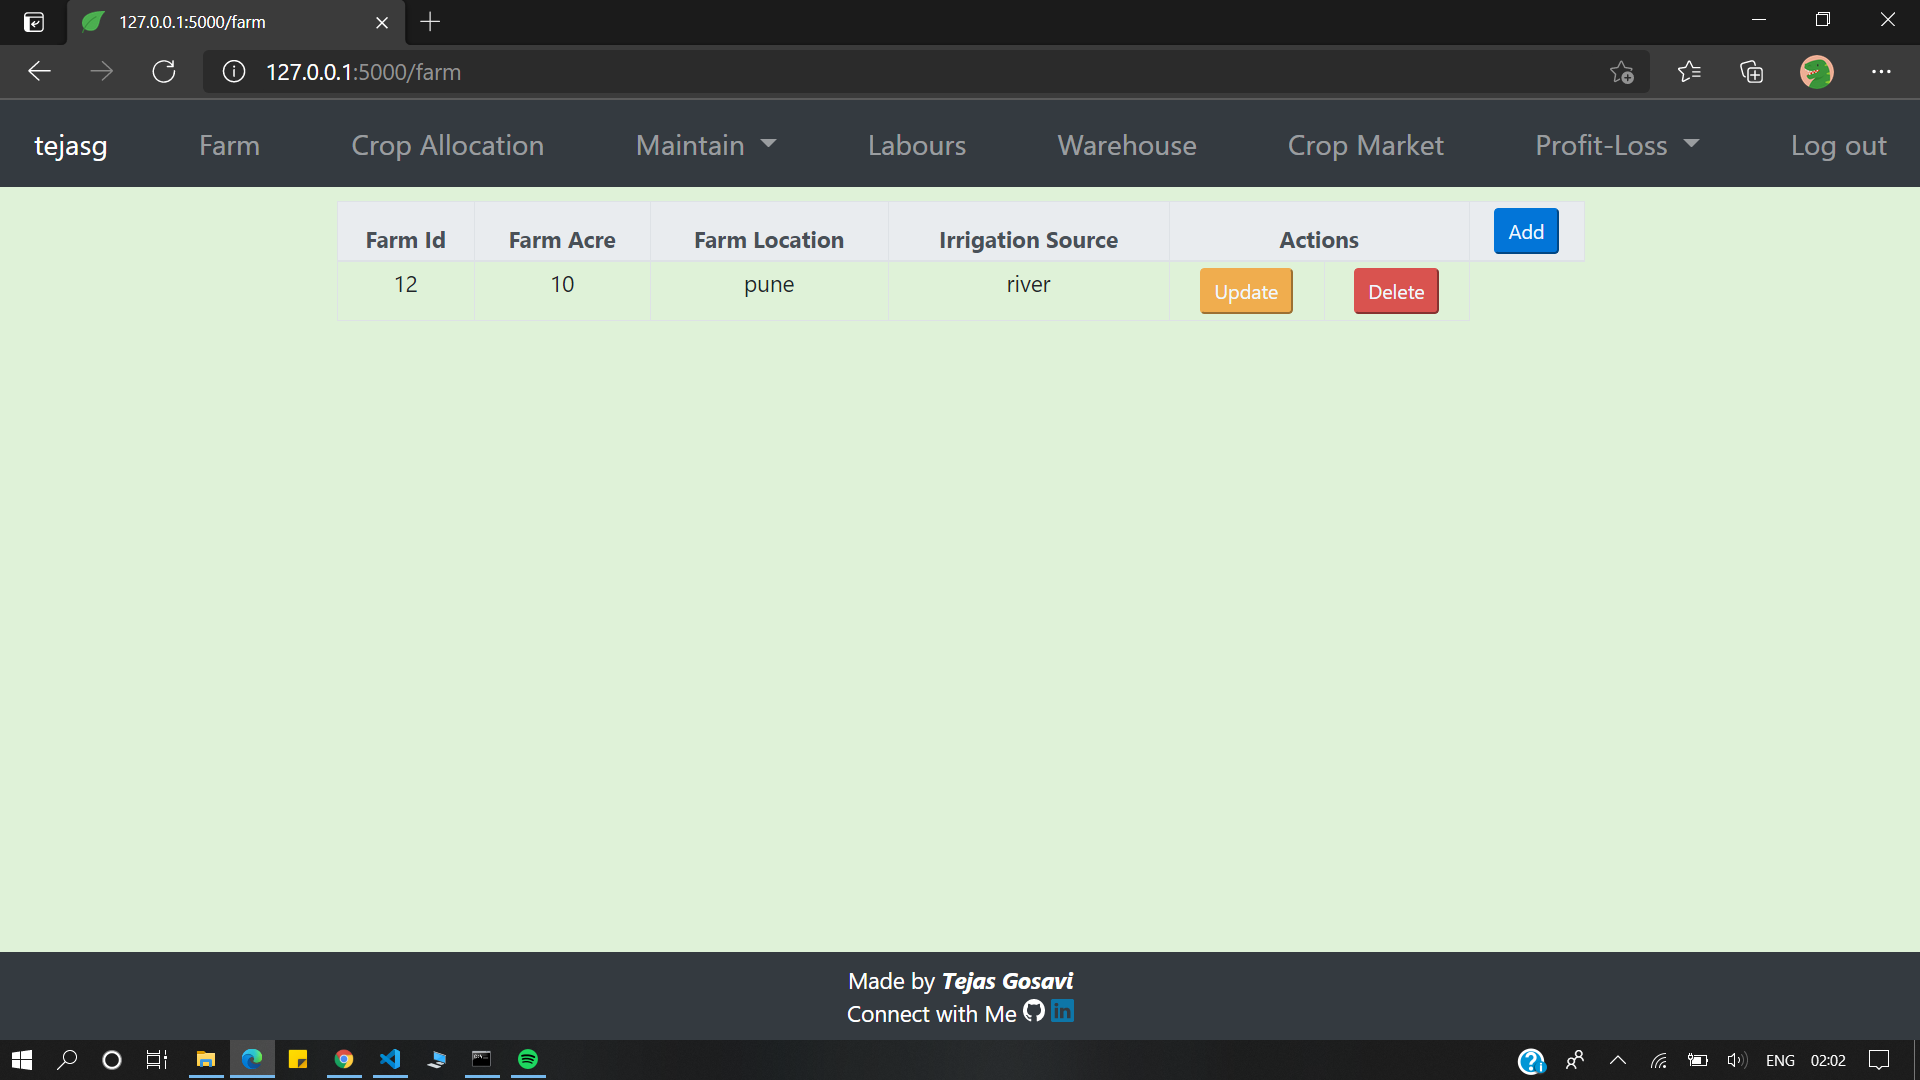 127.0.0.1:5000/farm
127.0.0.1:5000/farm
tejasg Farm Crop Allocation Maintain Labours Warehouse Crop Market Profit-Loss Log out
Farm Id Farm Acre Farm Location Irrigation Source Actions Add
12 10 pune river Update Delete
Made by Tejas Gosavi
Connect with Me in
ENG 02:02